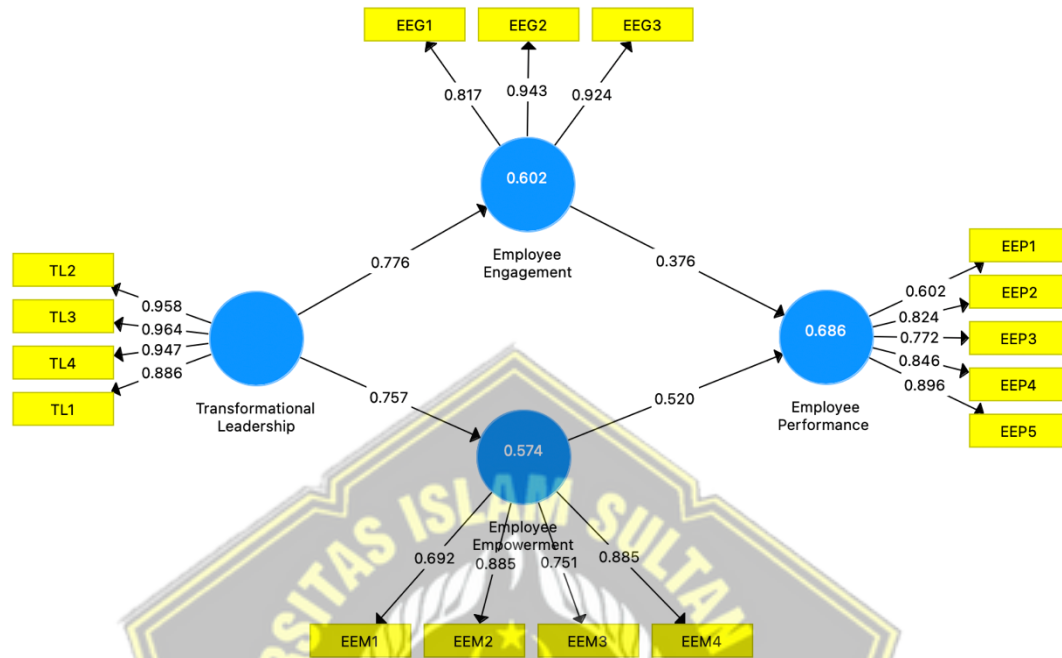 EEG1
EEG2
EEG3
0.817
0.943
0.924
0.602
Employee
Engagement
0.776
0.376
TL2
TL3
TL4
TL1
0.958
0.964
0.947
0.886
Transformational
Leadership
0.757
0.520
0.686
Employee
Performance
0.602
0.824
0.772
0.846
0.896
EEP1
EEP2
EEP3
EEP4
EEP5
0.574
Employee
Empowerment
0.692
0.885
0.751
0.885
EEM1
EEM2
EEM3
EEM4
SITAS ISLAM SULTAN